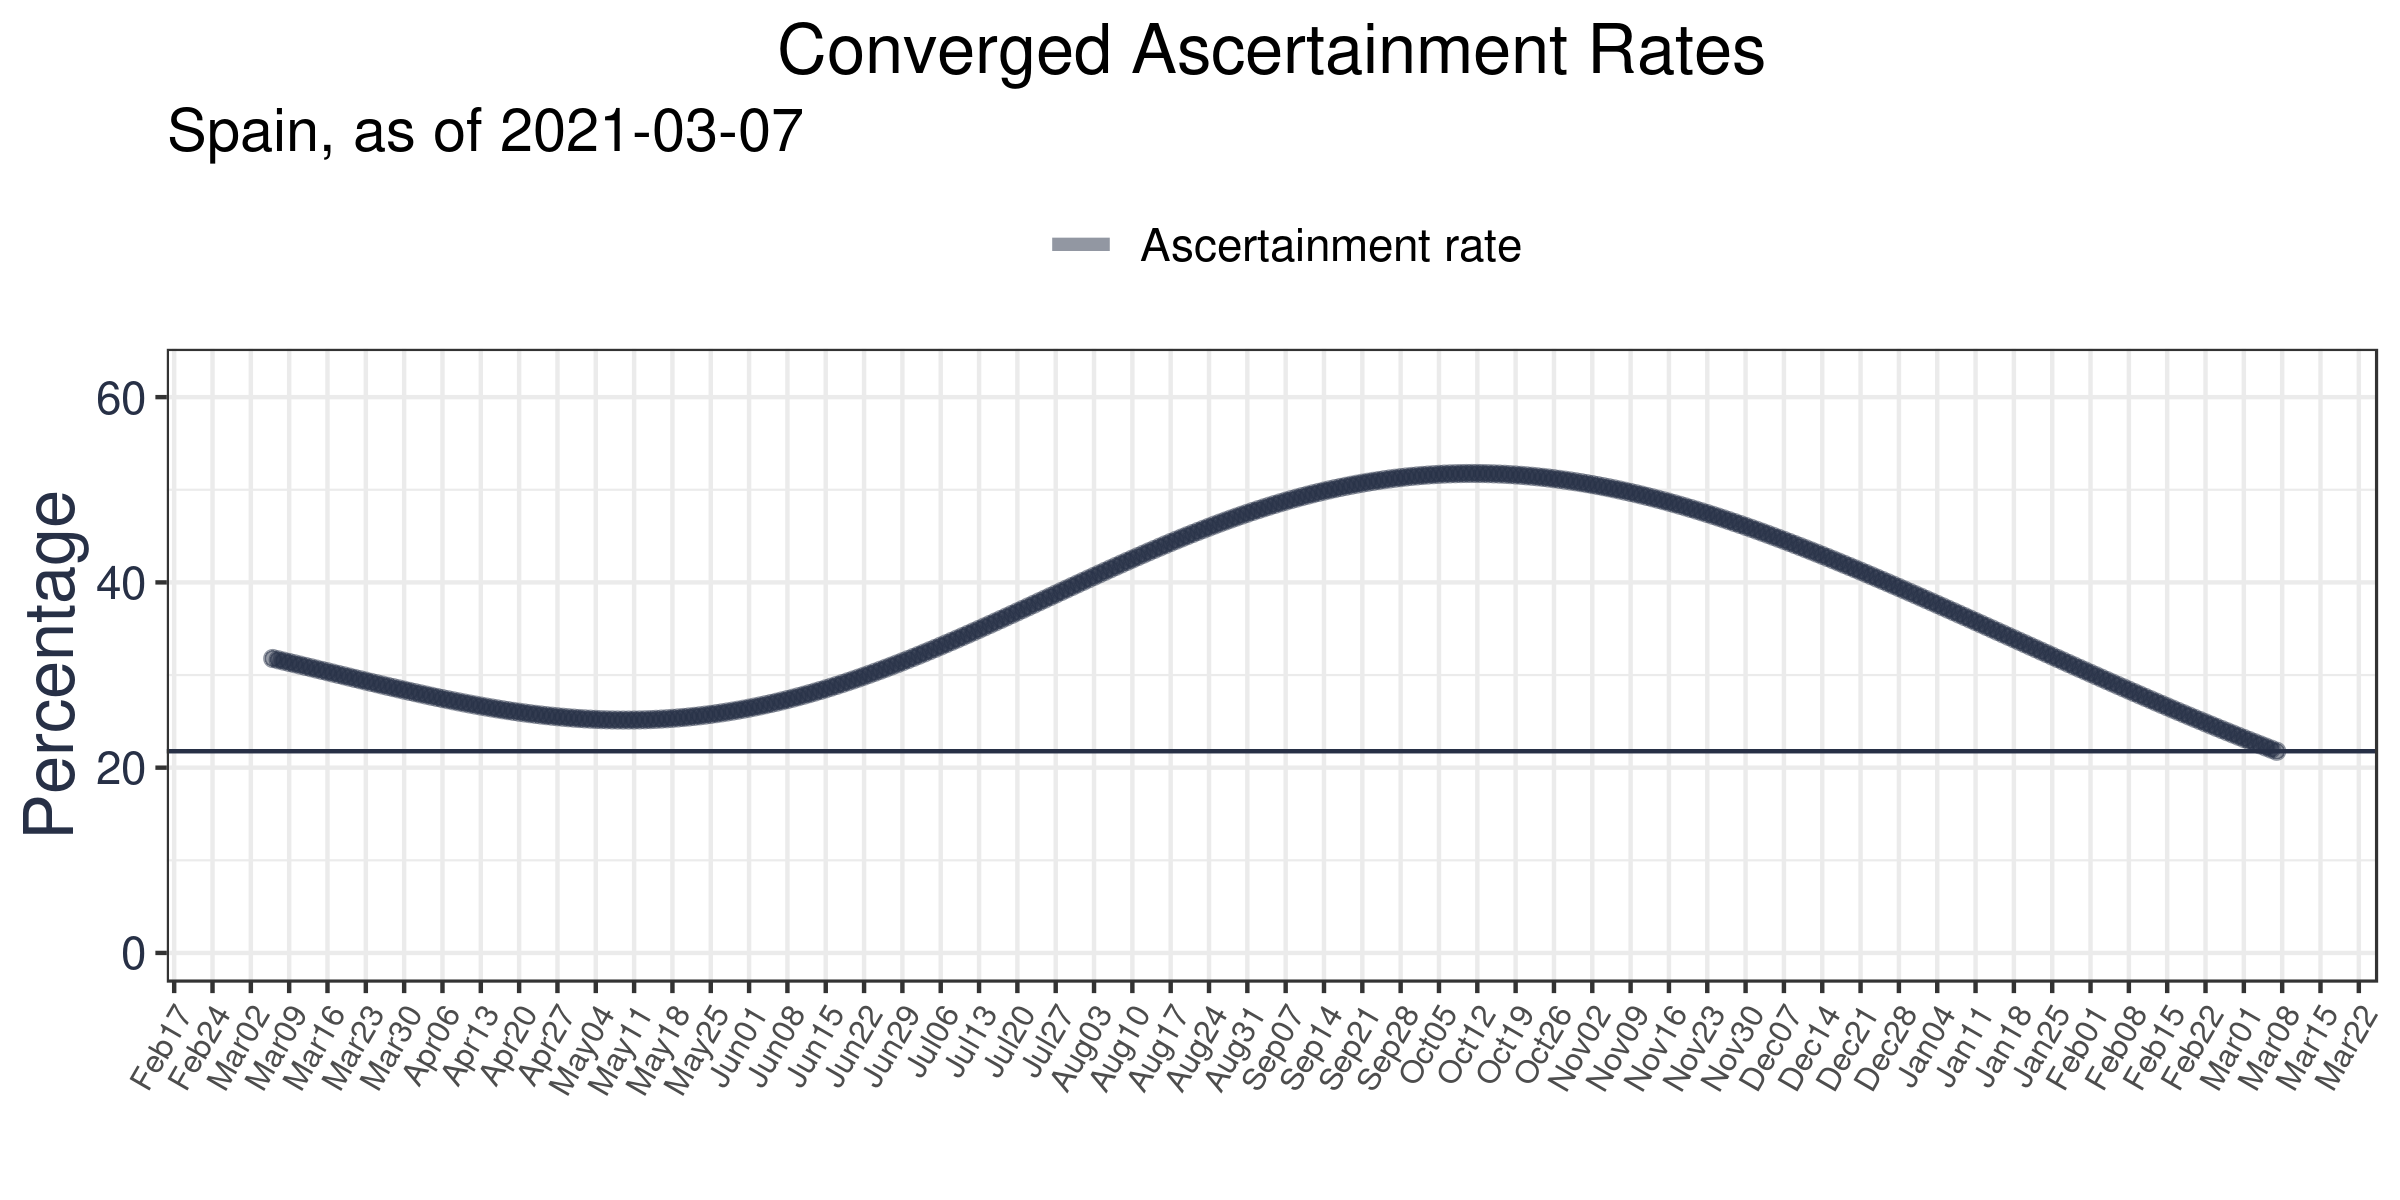 Converged Ascertainment Rates
Spain, as of 2021-03-07
Ascertainment rate
Percentage
60
40
20
0
Feb17 Feb24 Mar02 Mar09 Mar16 Mar23 Mar30 Apr06 Apr13 Apr20 Apr27 May04 May11 May18 May25 Jun01 Jun08 Jun15 Jun22 Jun29 Jul06 Jul13 Jul20 Jul27 Aug03 Aug10 Aug17 Aug24 Aug31 Sep07 Sep14 Sep21 Sep28 Oct05 Oct12 Oct19 Oct26 Nov02 Nov09 Nov16 Nov23 Nov30 Dec07 Dec14 Dec21 Dec28 Jan04 Jan11 Jan18 Jan25 Feb01 Feb08 Feb15 Feb22 Mar01 Mar08 Mar15 Mar22